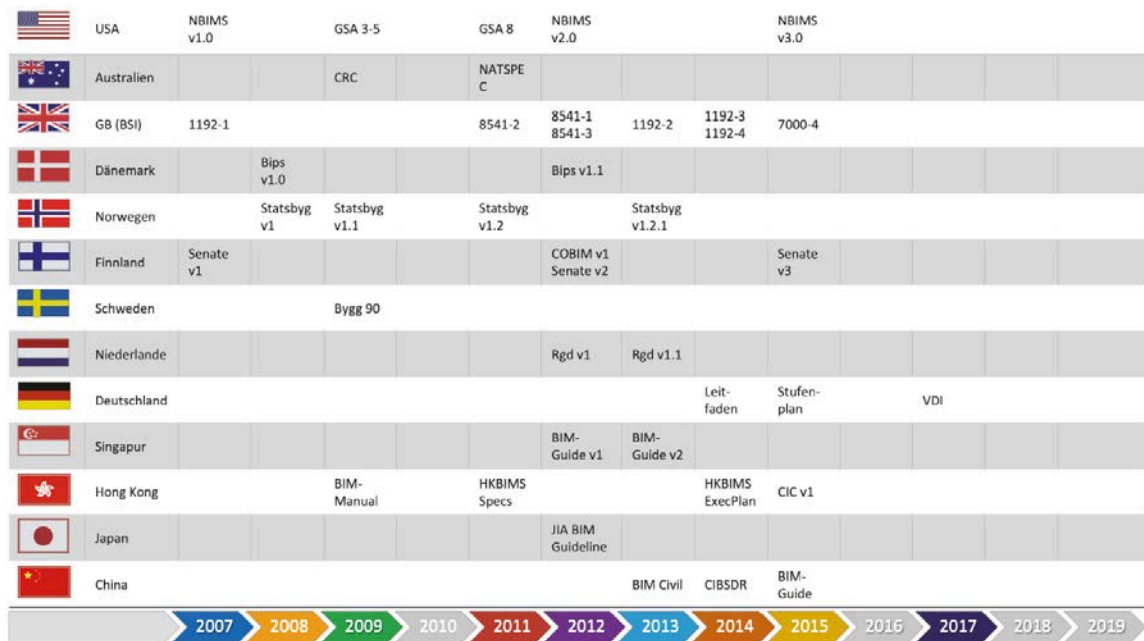 USA NBIMS v1.0 GSA 3-5 GSA 8 NBIMS v2.0 NBIMS v3.0
Australien CRC NATSPE C
GB (BSI) 1192-1 8541-2 8541-1 8541-3 1192-2 1192-3 1192-4 7000-4
Dänemark Bips v1.0 Bips v1.1
Norwegen Statsbyg v1 Statsbyg v1.1 Statsbyg v1.2 Statsbyg v1.2.1
Finnland Senate v1 COBIM v1 Senate v2 Senate v3
Schweden Bygg 90
Niederlande Rgd v1 Rgd v1.1
Deutschland Leit- faden Stufen- plan VDI
Singapur BIM- Guide v1 BIM- Guide v2
Hong Kong BIM- Manual HKBIMS Specs HKBIMS ExecPlan CIC v1
Japan JIA BIM Guideline
China BIM Civil CIBSDR BIM- Guide
2007 2008 2009 2010 2011 2012 2013 2014 2015 2016 2017 2018 2019